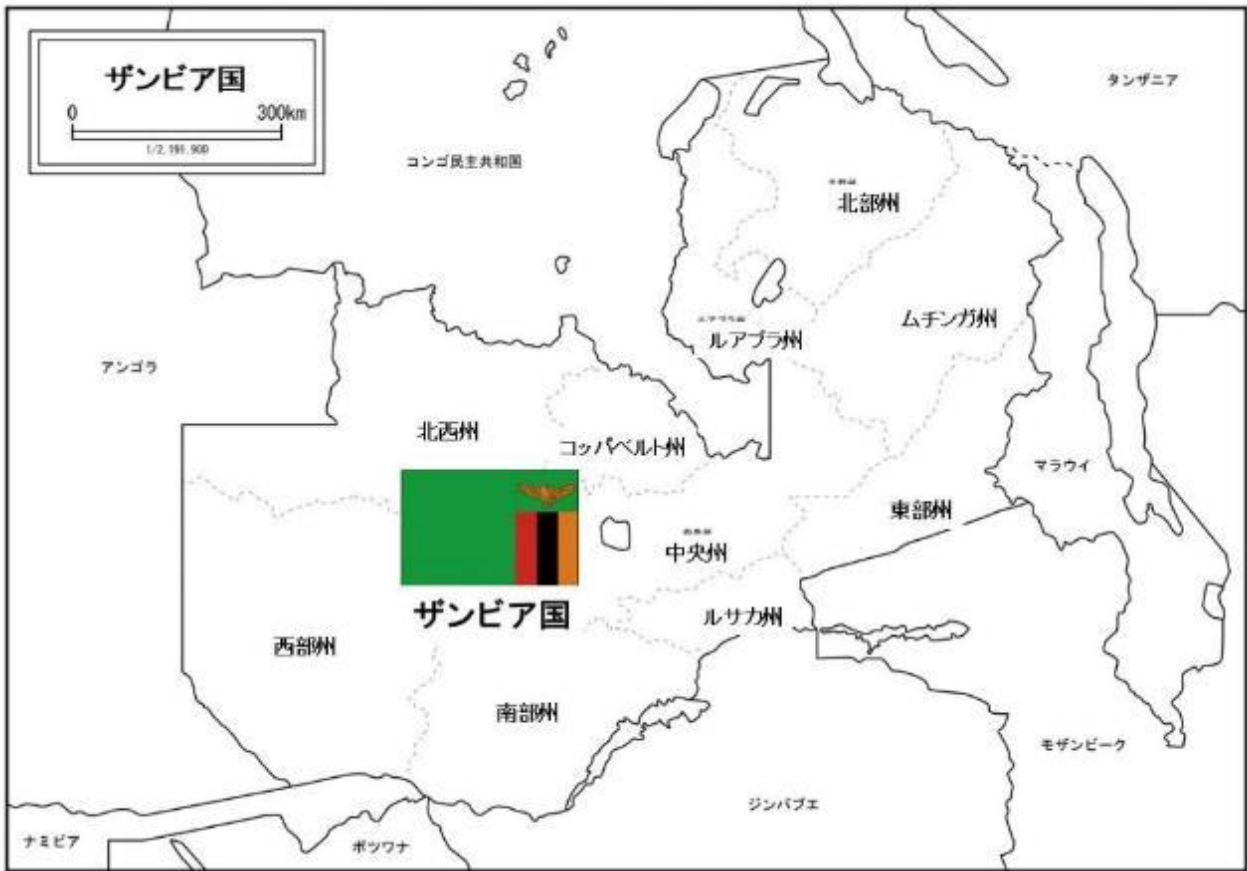 ザンビア国
0 300km
1/2,191,900
タンザニア
コンゴ民主共和国
北部州
ムチンガ州
ルアプラ州
アンゴラ
北西州
コッパベルト州
マラウイ
東部州
中央州
ザンビア国
ルサカ州
西部州
南部州
モザンビーク
ジンバブエ
ナミビア
ボツワナ